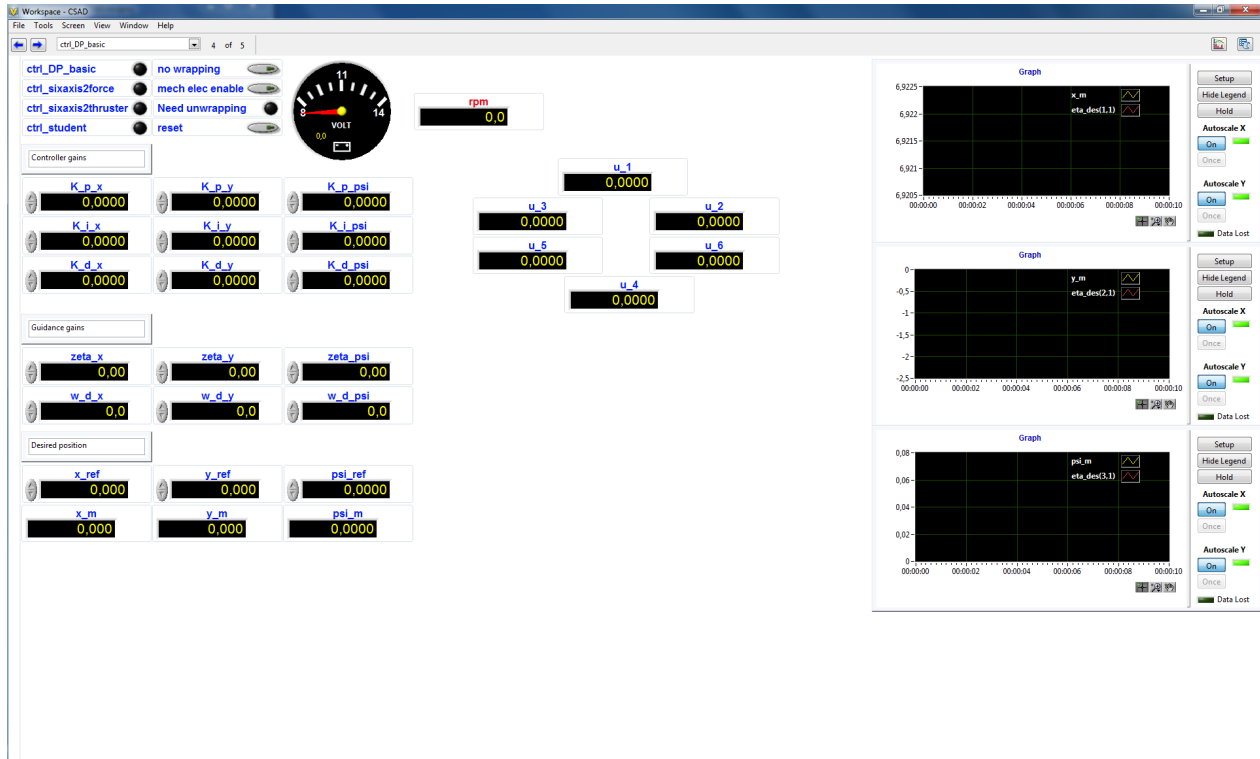 Workspace - CSAD
File Tools Screen View Window Help
ctrl_DP_basic 4 of 5
ctrl_DP_basic no wrapping
ctrl_sixaxis2force mech elec enable
ctrl_sixaxis2thruster Need unwrapping
ctrl_student reset
11
8 14
VOLT
0,0
rpm
0,0
Controller gains
K_p_x K_p_y K_p_psi
0,0000 0,0000 0,0000
K_i_x K_i_y K_i_psi
0,0000 0,0000 0,0000
K_d_x K_d_y K_d_psi
0,0000 0,0000 0,0000
u_1
0,0000
u_3 u_2
0,0000 0,0000
u_5 u_6
0,0000 0,0000
u_4
0,0000
Guidance gains
zeta_x zeta_y zeta_psi
0,00 0,00 0,00
w_d_x w_d_y w_d_psi
0,0 0,0 0,0
Desired position
x_ref y_ref psi_ref
0,000 0,000 0,0000
x_m y_m psi_m
0,000 0,000 0,0000
Graph
6,9225
6,922
6,9215
6,921
6,9205
x_m
eta_des(1,1)
00:00:00 00:00:02 00:00:04 00:00:06 00:00:08 00:00:10
Setup
Hide Legend
Hold
Autoscale X
On
Once
Autoscale Y
On
Once
Data Lost
Graph
0
-0,5
-1
-1,5
-2
-2,5
y_m
eta_des(2,1)
00:00:00 00:00:02 00:00:04 00:00:06 00:00:08 00:00:10
Setup
Hide Legend
Hold
Autoscale X
On
Once
Autoscale Y
On
Once
Data Lost
Graph
0,08
0,06
0,04
0,02
0
psi_m
eta_des(3,1)
00:00:00 00:00:02 00:00:04 00:00:06 00:00:08 00:00:10
Setup
Hide Legend
Hold
Autoscale X
On
Once
Autoscale Y
On
Once
Data Lost